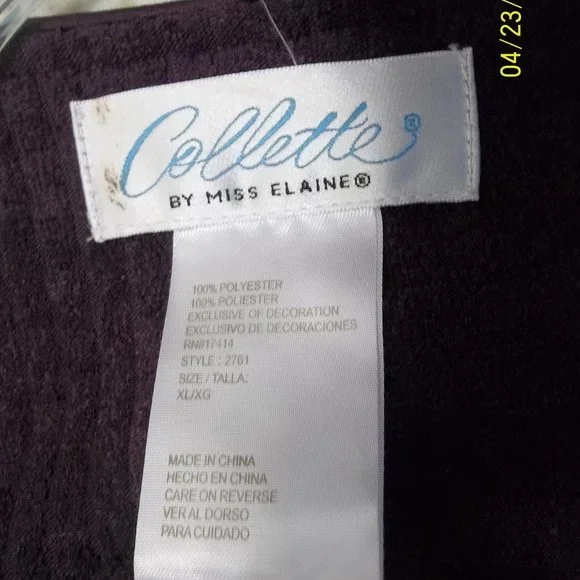 04/23/
Collette®
BY MISS ELAINE®
100% POLYESTER
100% POLIESTER
EXCLUSIVE OF DECORATION
EXCLUSIVO DE DECORACIONES
RN#17414
STYLE : 2761
SIZE / TALLA:
XL/XG
MADE IN CHINA
HECHO EN CHINA
CARE ON REVERSE
VER AL DORSO
PARA CUIDADO